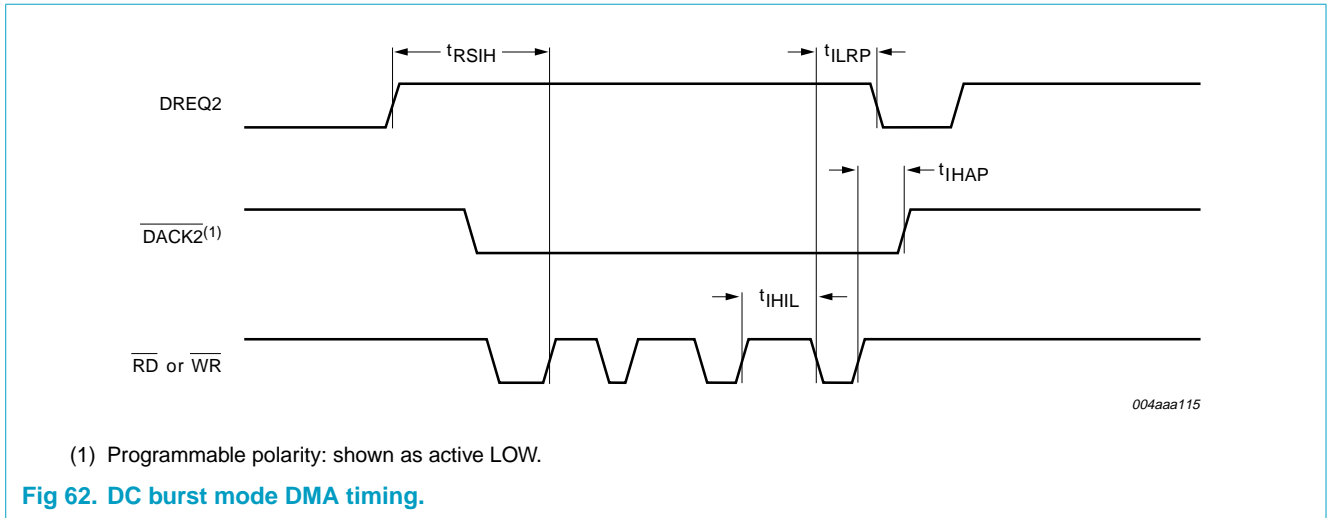 tRSIH
tILRP
DREQ2
tIHAP
DACK2(1)
tIHIL
RD or WR
004aaa115
(1) Programmable polarity: shown as active LOW.
Fig 62. DC burst mode DMA timing.